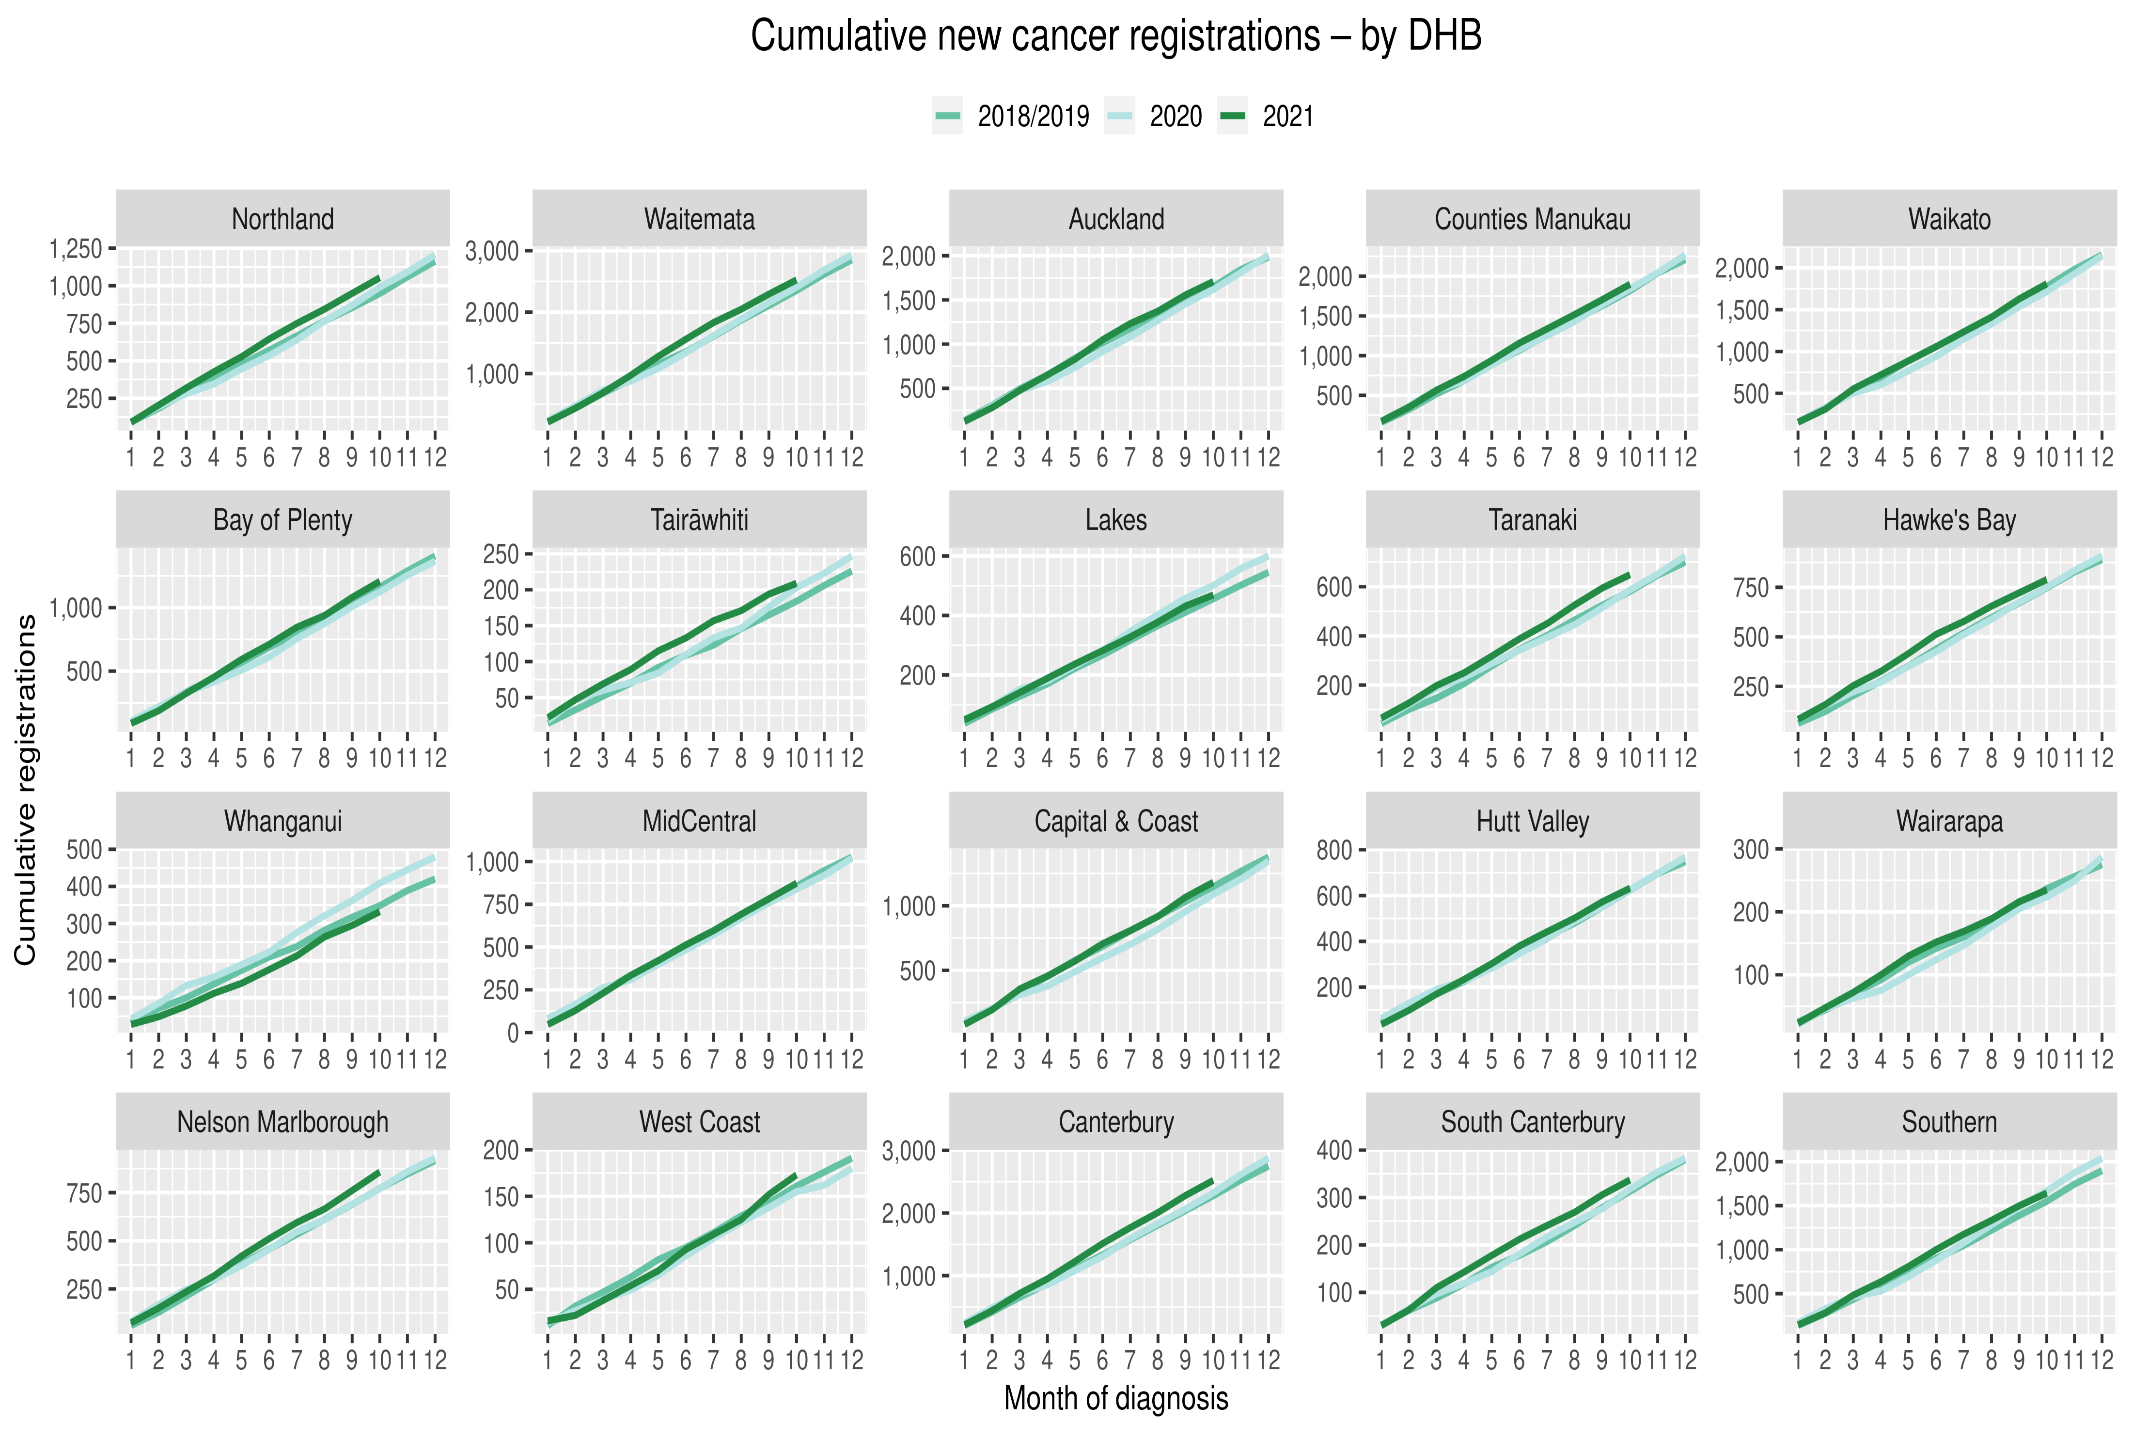 Cumulative new cancer registrations – by DHB
2018/2019 2020 2021
Northland Waitemata Auckland Counties Manukau Waikato
1,250
1,000
750
500
250
1 2 3 4 5 6 7 8 9 10 11 12
3,000
2,000
1,000
1 2 3 4 5 6 7 8 9 10 11 12
2,000
1,500
1,000
500
1 2 3 4 5 6 7 8 9 10 11 12
2,000
1,500
1,000
500
1 2 3 4 5 6 7 8 9 10 11 12
2,000
1,500
1,000
500
1 2 3 4 5 6 7 8 9 10 11 12
Bay of Plenty Tairāwhiti Lakes Taranaki Hawke's Bay
1,000
500
1 2 3 4 5 6 7 8 9 10 11 12
250
200
150
100
50
1 2 3 4 5 6 7 8 9 10 11 12
600
400
200
1 2 3 4 5 6 7 8 9 10 11 12
600
400
200
1 2 3 4 5 6 7 8 9 10 11 12
750
500
250
1 2 3 4 5 6 7 8 9 10 11 12
Whanganui MidCentral Capital & Coast Hutt Valley Wairarapa
500
400
300
200
100
1 2 3 4 5 6 7 8 9 10 11 12
1,000
750
500
250
0
1 2 3 4 5 6 7 8 9 10 11 12
1,000
500
1 2 3 4 5 6 7 8 9 10 11 12
800
600
400
200
1 2 3 4 5 6 7 8 9 10 11 12
300
200
100
1 2 3 4 5 6 7 8 9 10 11 12
Nelson Marlborough West Coast Canterbury South Canterbury Southern
750
500
250
1 2 3 4 5 6 7 8 9 10 11 12
200
150
100
50
1 2 3 4 5 6 7 8 9 10 11 12
3,000
2,000
1,000
1 2 3 4 5 6 7 8 9 10 11 12
400
300
200
100
1 2 3 4 5 6 7 8 9 10 11 12
2,000
1,500
1,000
500
1 2 3 4 5 6 7 8 9 10 11 12
Cumulative registrations
Month of diagnosis